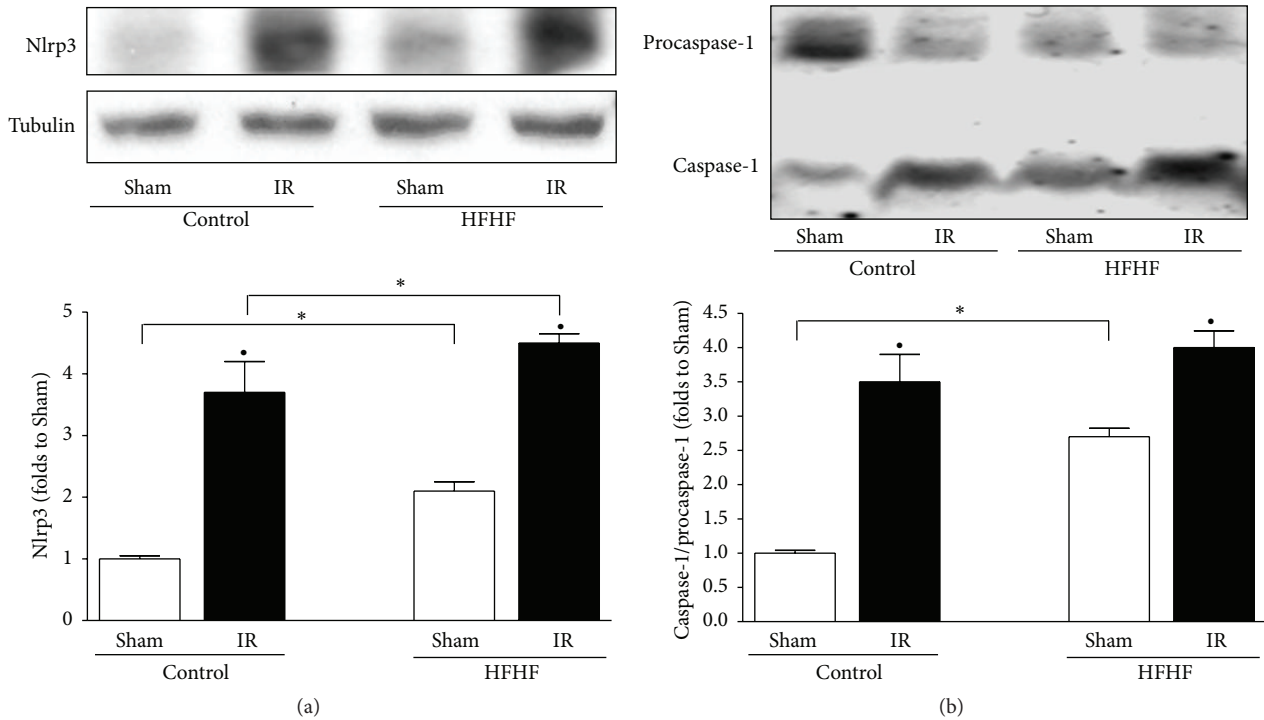 Nlrp3
Tubulin
Sham IR Sham IR
Control HFHF
* *
5
4
3
2
1
0
Nlrp3 (folds to Sham)
Sham IR Sham IR
Control HFHF
(a)
Procaspase-1
Caspase-1
Sham IR Sham IR
Control HFHF
*
4.5
4.0
3.5
3.0
2.5
2.0
1.5
1.0
0.5
0.0
Caspase-1/procaspase-1 (folds to Sham)
Sham IR Sham IR
Control HFHF
(b)